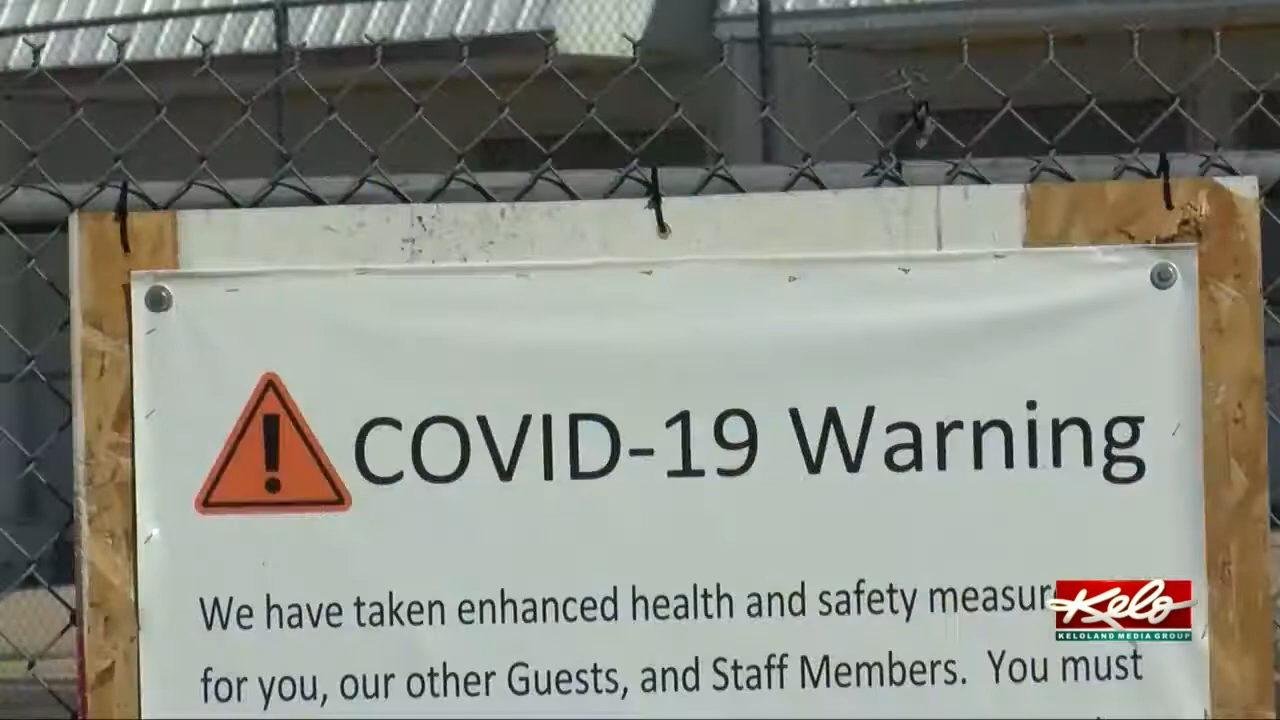 COVID-19 Warning
We have taken enhanced health and safety measur
for you, our other Guests, and Staff Members. You must
Kelo
KELOLAND MEDIA GROUP